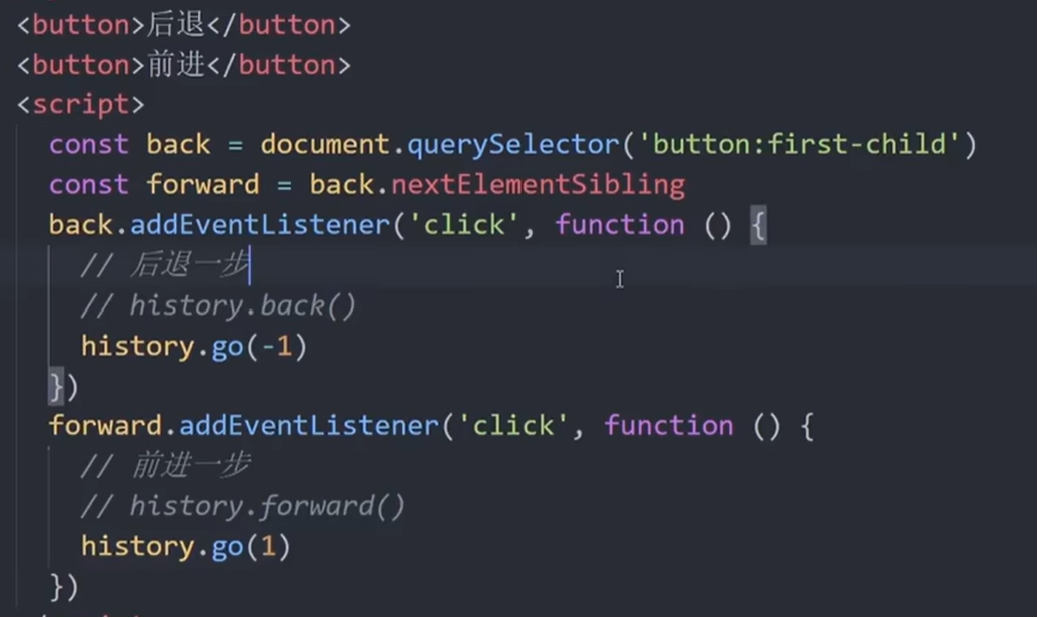 <button>后退</button>
<button>前进</button>
<script>
const back = document.querySelector('button:first-child')
const forward = back.nextElementSibling
back.addEventListener('click', function () {
// 后退一步
// history.back()
history.go(-1)
})
forward.addEventListener('click', function () {
// 前进一步
// history.forward()
history.go(1)
})